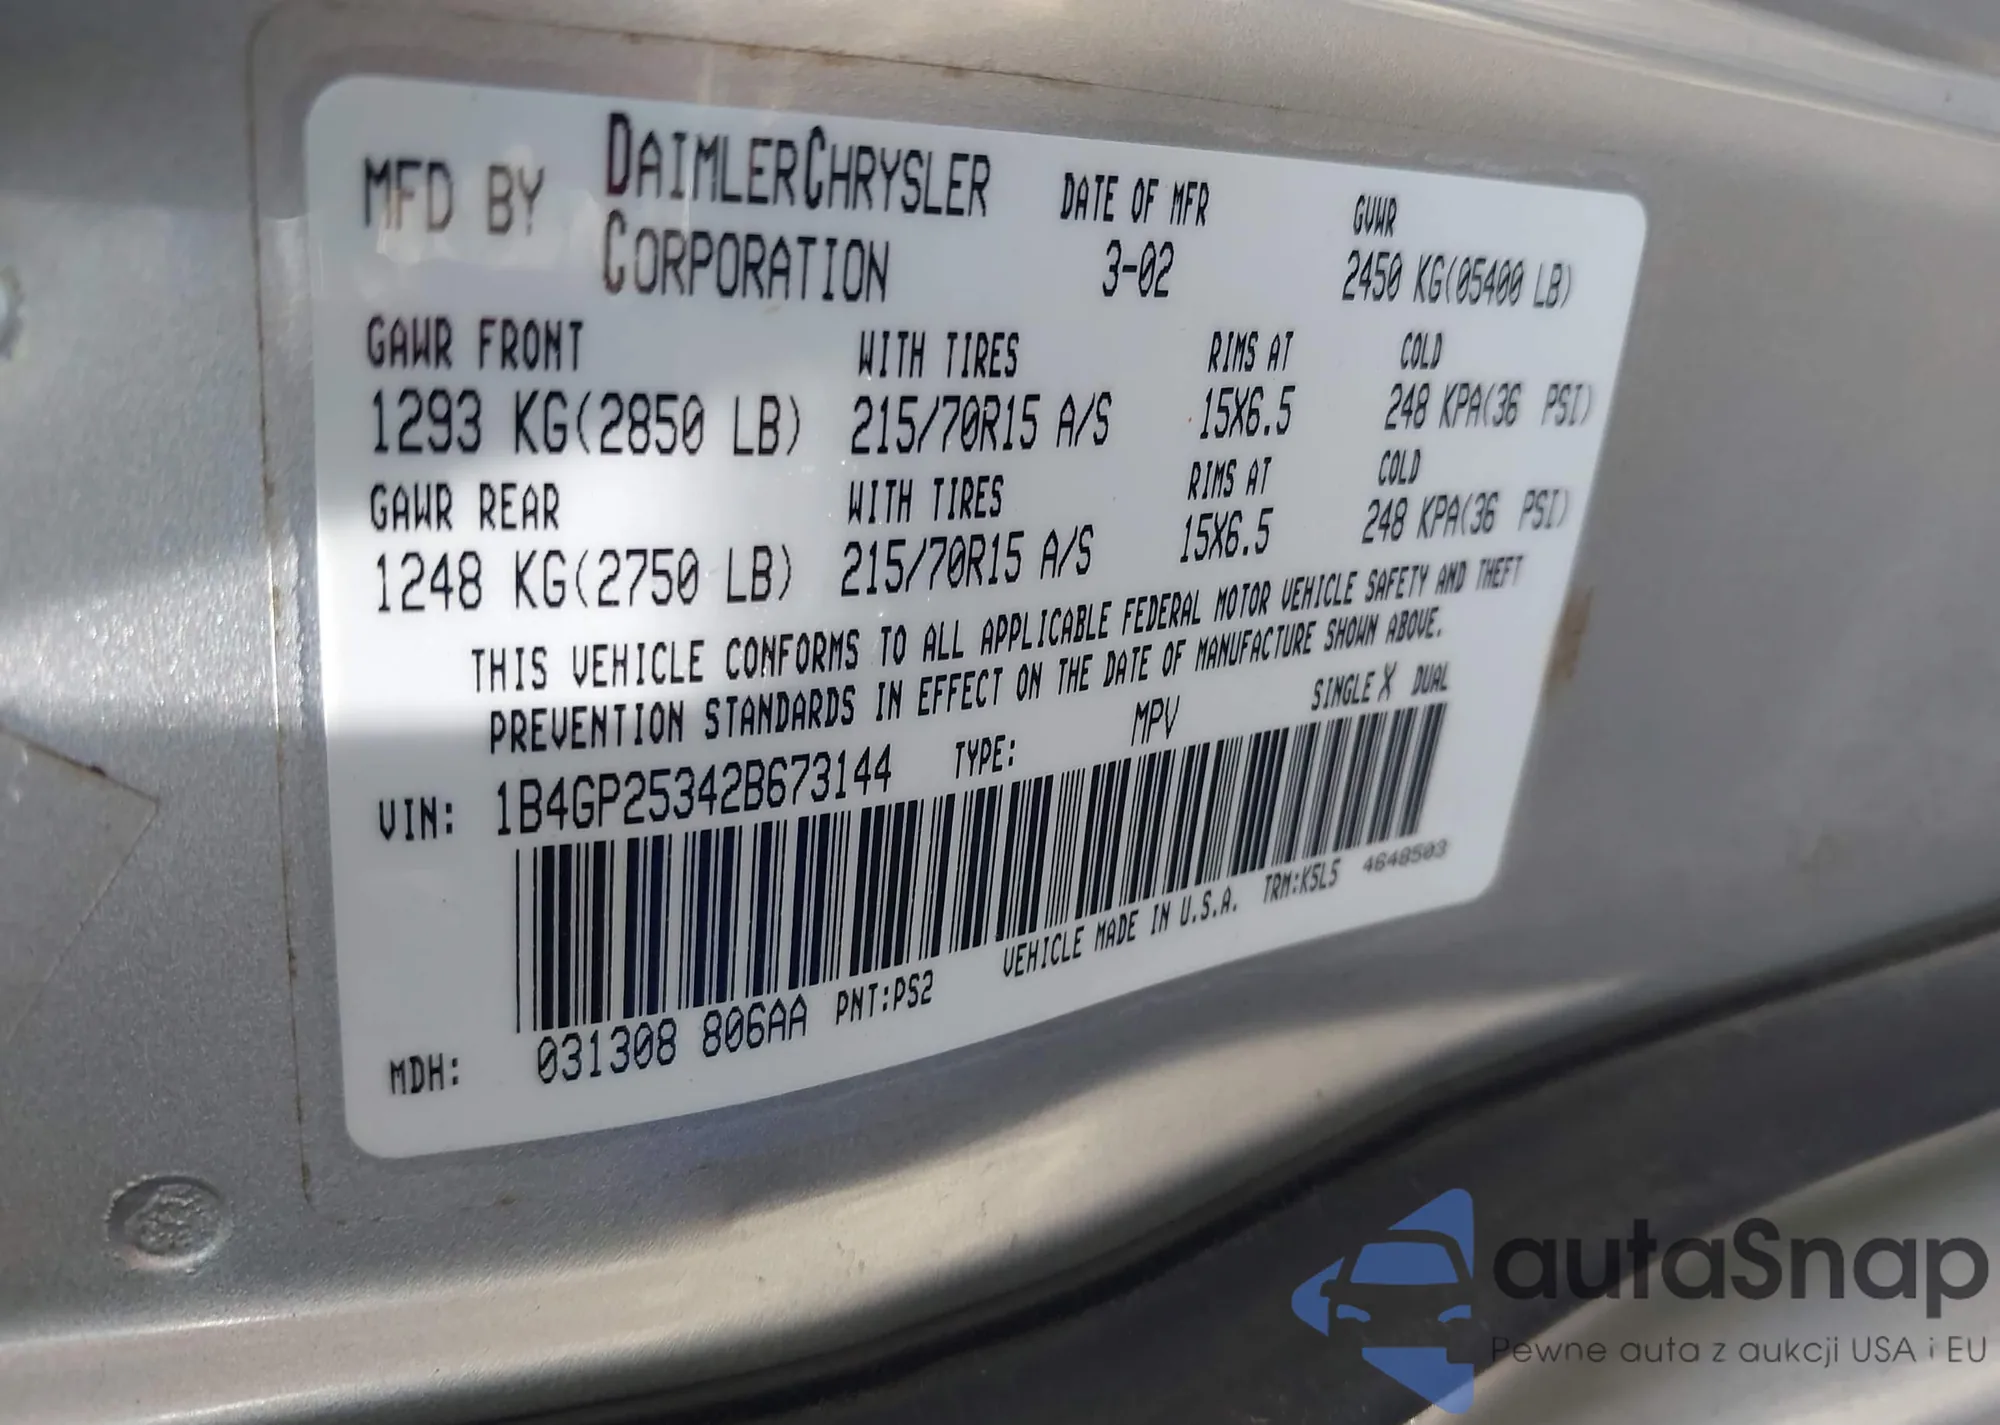 MFD BY DAIMLERCHRYSLER CORPORATION DATE OF MFR 3-02 GVWR 2450 KG(05400 LB)
GAWR FRONT WITH TIRES RIMS AT COLD
1293 KG(2850 LB) 215/70R15 A/S 15X6.5 248 KPA(36 PSI)
GAWR REAR WITH TIRES RIMS AT COLD
1248 KG(2750 LB) 215/70R15 A/S 15X6.5 248 KPA(36 PSI)
THIS VEHICLE CONFORMS TO ALL APPLICABLE FEDERAL MOTOR VEHICLE SAFETY AND THEFT
PREVENTION STANDARDS IN EFFECT ON THE DATE OF MANUFACTURE SHOWN ABOVE.
VIN: 1B4GP25342B673144 TYPE: MPV SINGLE X DUAL
MDH: 031308 806AA PNT:PS2 VEHICLE MADE IN U.S.A. TRM:K5L5 4648503
autoSnap
Pewne auta z aukcji USA i EU